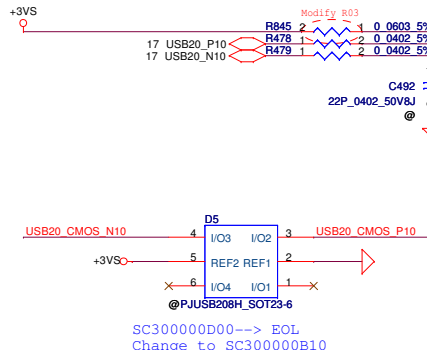 Modify R03
+3VS
R845 2 1 0_0603_5%
17 USB20_P10 R478 1 2 0_0402_5%
17 USB20_N10 R479 1 2 0_0402_5%
C492
22P_0402_50V8J
@
D5
USB20_CMOS_N10 4 I/O3 I/O2 3 USB20_CMOS_P10
+3VS 5 REF2 REF1 2
6 I/O4 I/O1 1
@PJUSB208H_SOT23-6
SC300000D00--> EOL
Change to SC300000B10